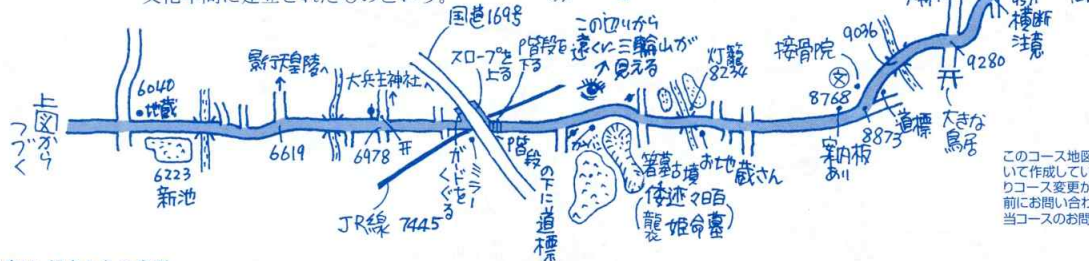 文化年間に建立されたものという。
上図から
つづく
6040
地蔵
6223
新池
景行天皇陵へ
6619
大兵主神社へ
6978
国道169号
スロープを
上る
階段を
下る
ミラー
ガードを
くぐる
JR線 7445
階段
の下に道標
この辺りから
遠くに三輪山が
見える
灯籠
8234
箸墓古墳
(倭迹々日百
襲姫命墓)
お地蔵さん
接骨院
文
8768
案内板
あり
9036
8873
道標
9280
大きな
鳥居
横断
注意
このコース地図
いて作成してい
りコース変更が
前にお問い合わ
当コースのお問